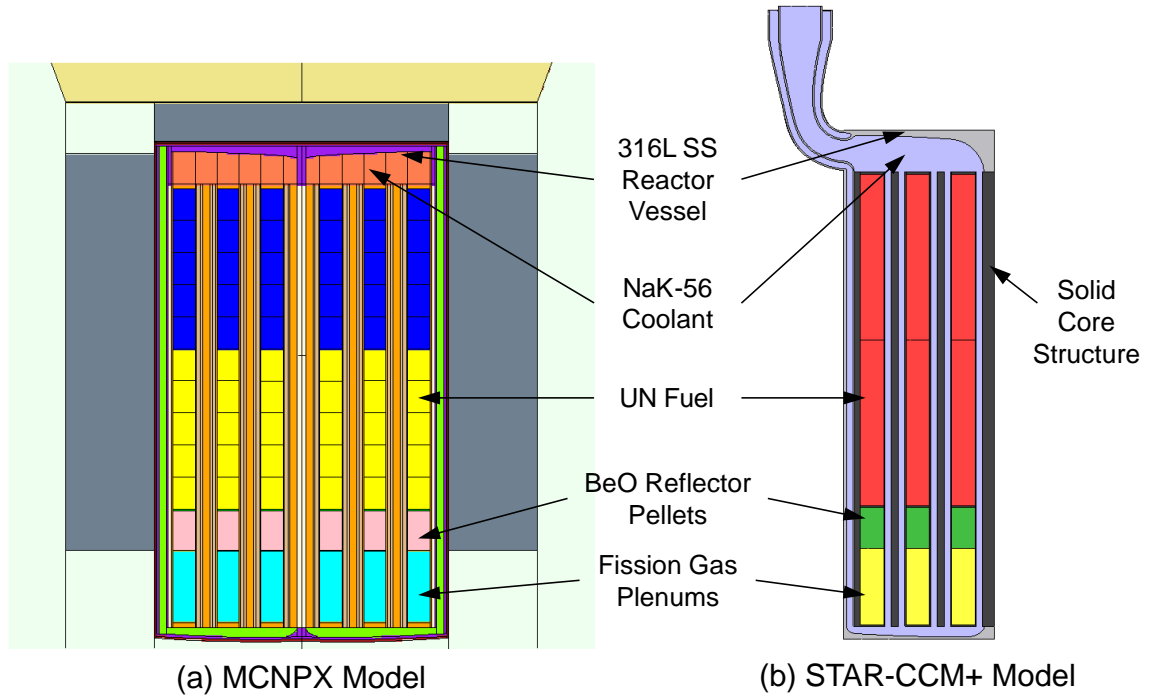 316L SS
Reactor
Vessel
NaK-56
Coolant
Solid
Core
Structure
UN Fuel
BeO Reflector
Pellets
Fission Gas
Plenums
(a) MCNPX Model
(b) STAR-CCM+ Model